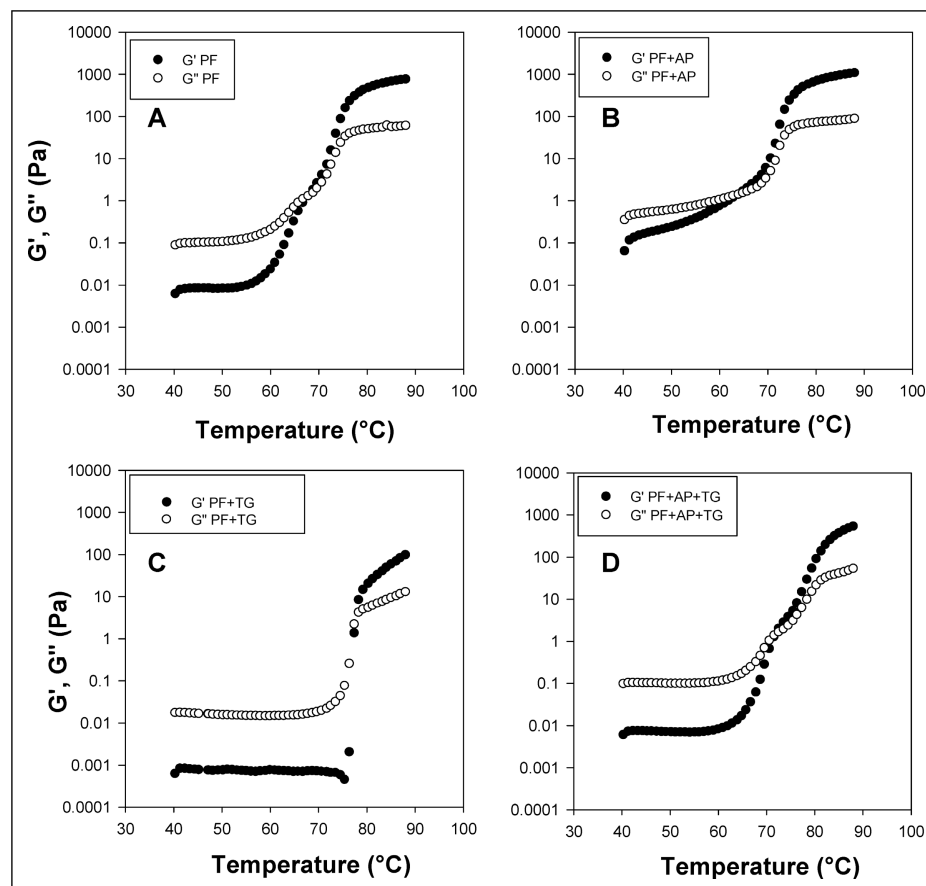 G' PF
G" PF
A
10000
1000
100
10
1
0.1
0.01
0.001
0.0001
30 40 50 60 70 80 90 100
Temperature (°C)
G', G" (Pa)
G' PF+AP
G" PF+AP
B
10000
1000
100
10
1
0.1
0.01
0.001
0.0001
30 40 50 60 70 80 90 100
Temperature (°C)
G' PF+TG
G" PF+TG
C
10000
1000
100
10
1
0.1
0.01
0.001
0.0001
30 40 50 60 70 80 90 100
Temperature (°C)
G', G" (Pa)
G' PF+AP+TG
G" PF+AP+TG
D
10000
1000
100
10
1
0.1
0.01
0.001
0.0001
30 40 50 60 70 80 90 100
Temperature (°C)